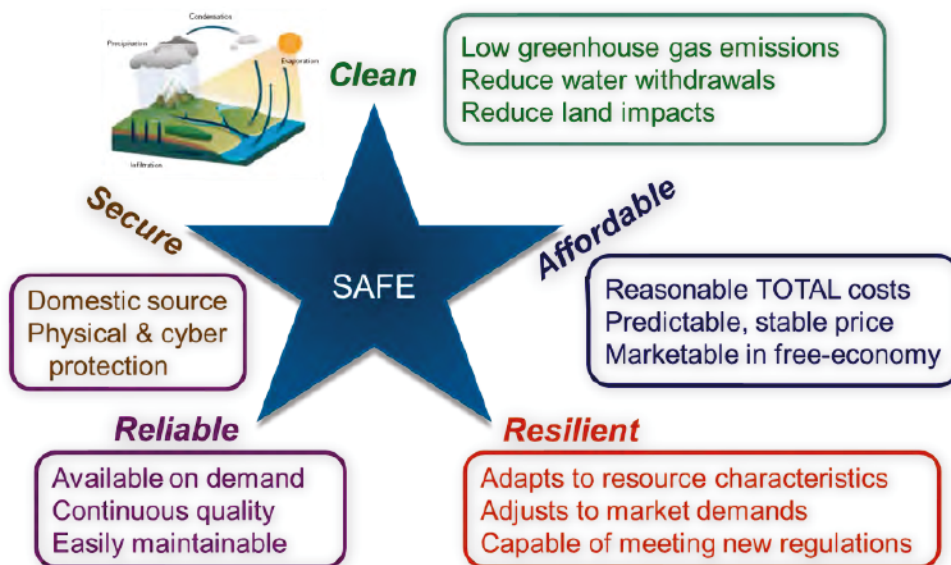 Condensation
Precipitation
Evaporation
Infiltration
Clean
Low greenhouse gas emissions
Reduce water withdrawals
Reduce land impacts
Secure
Affordable
SAFE
Domestic source
Physical & cyber
protection
Reasonable TOTAL costs
Predictable, stable price
Marketable in free-economy
Reliable
Resilient
Available on demand
Continuous quality
Easily maintainable
Adapts to resource characteristics
Adjusts to market demands
Capable of meeting new regulations